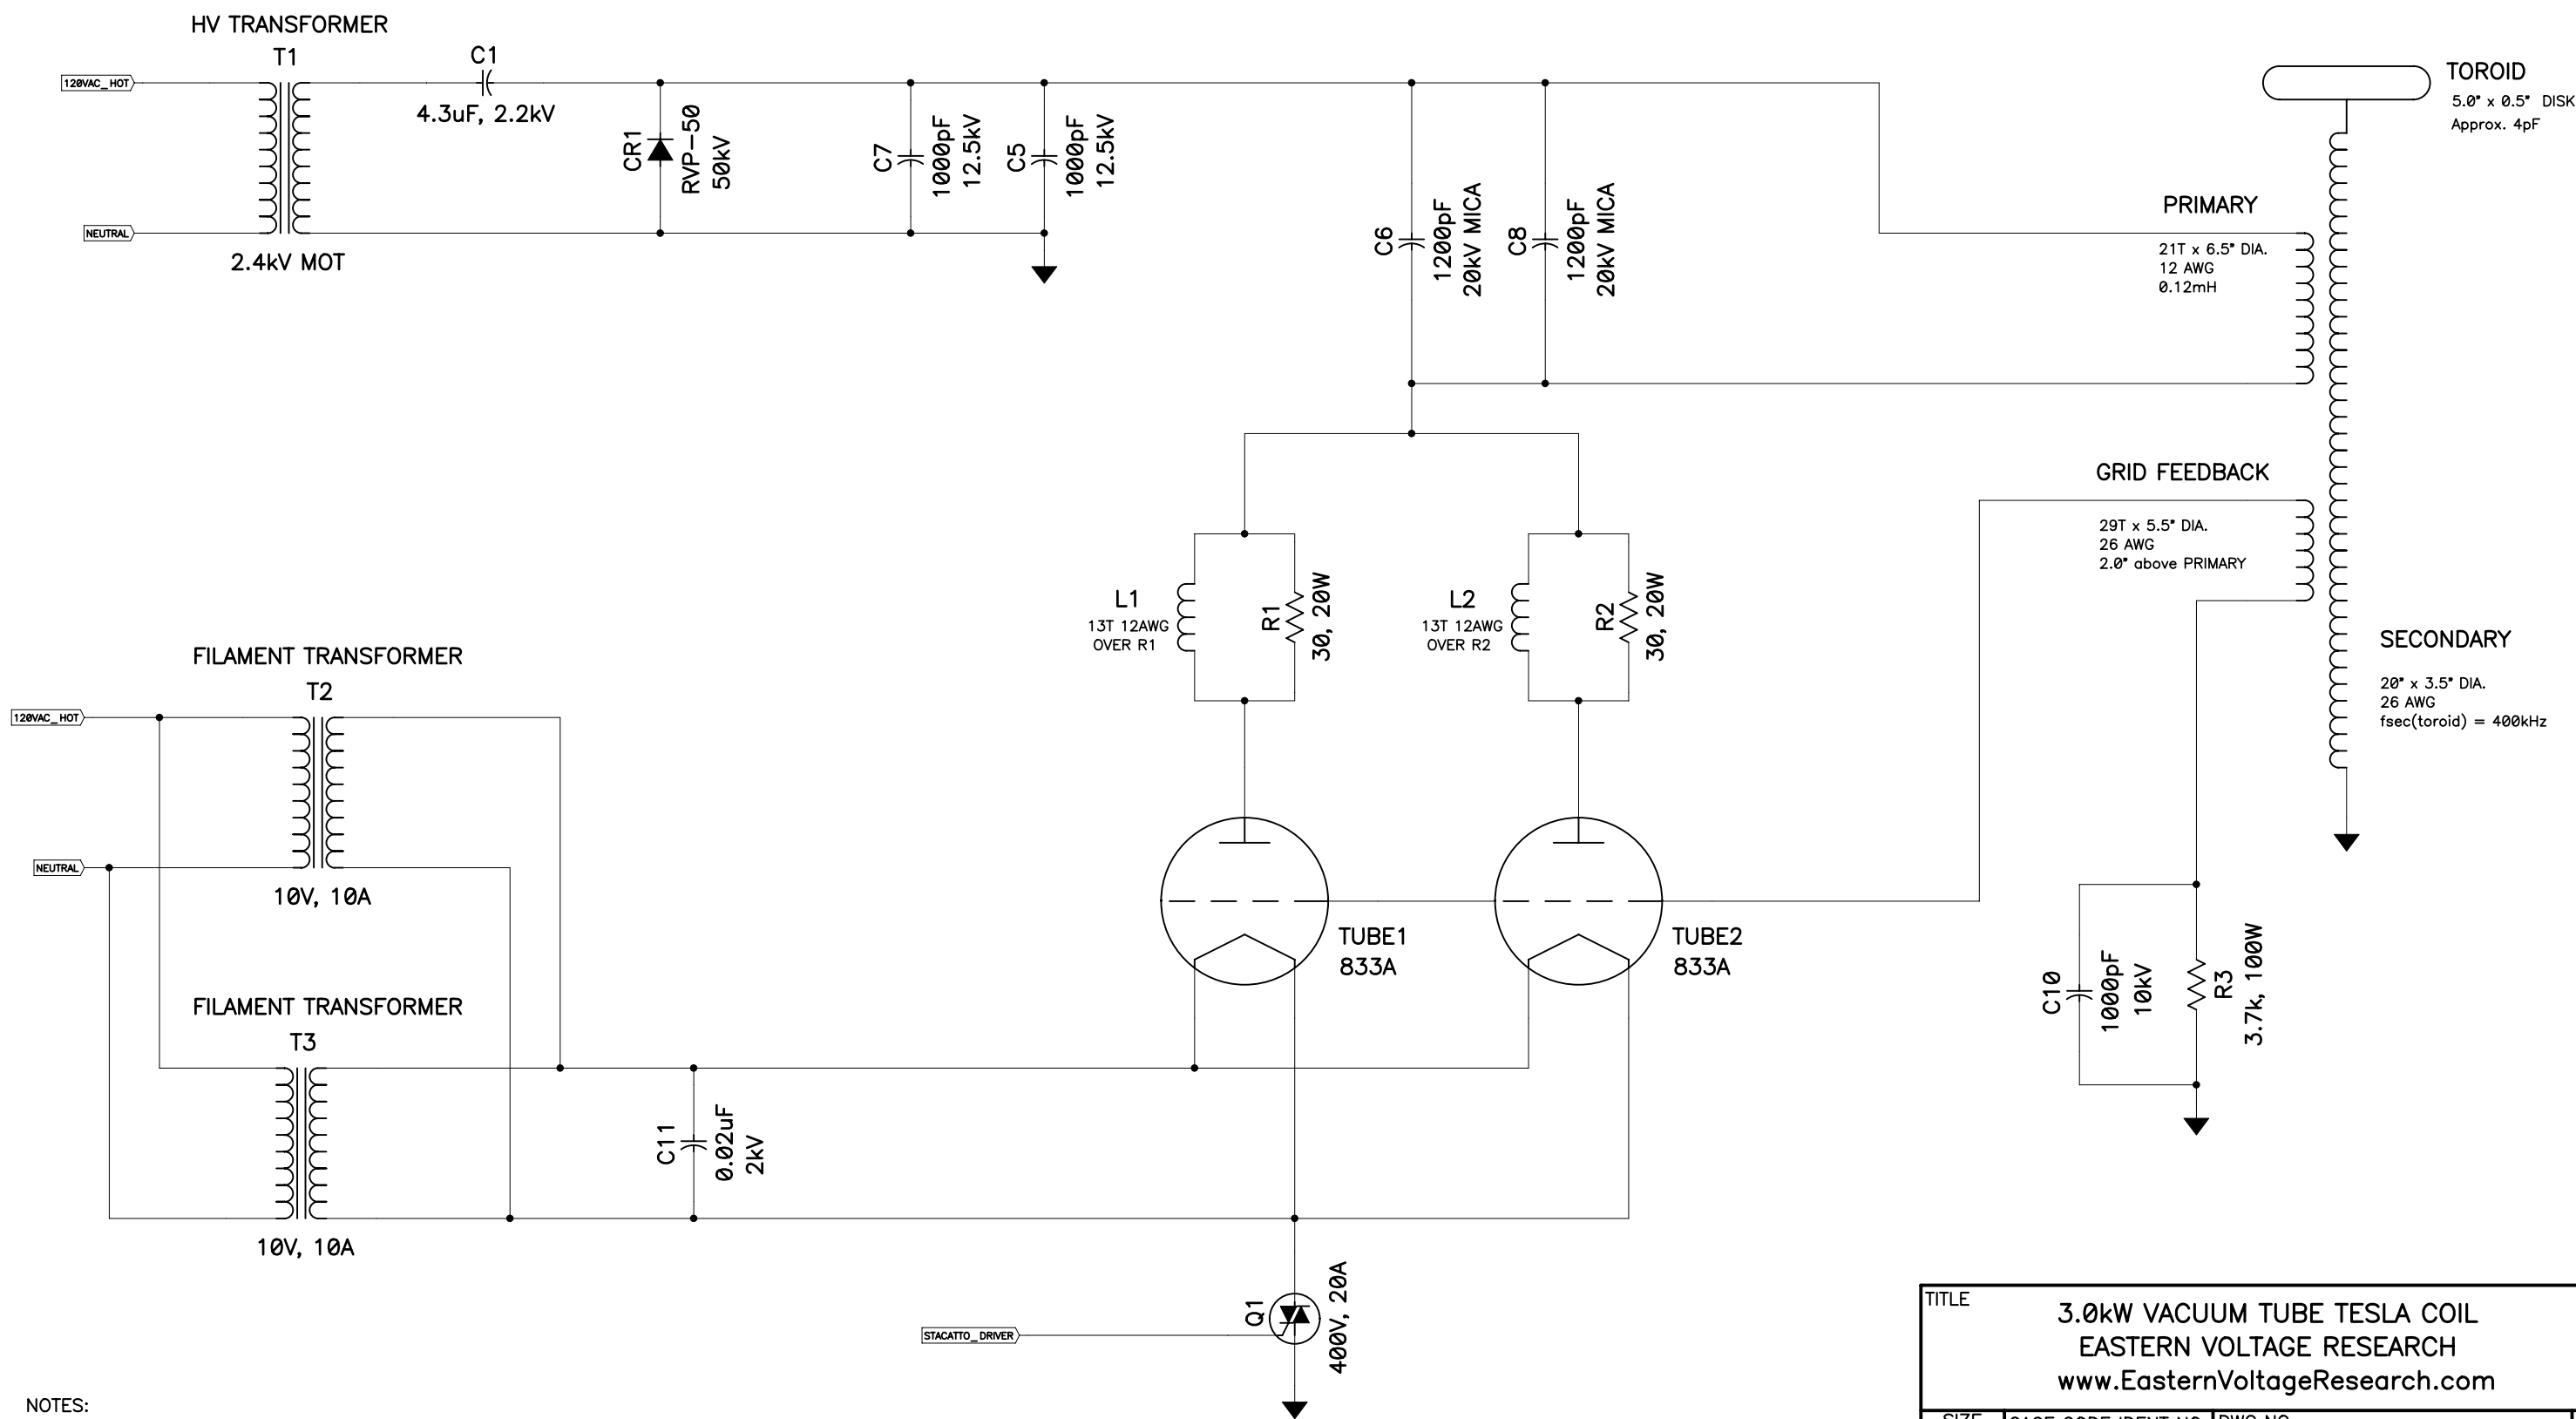 HV TRANSFORMER
T1
120VAC_HOT
NEUTRAL
2.4kV MOT
C1
4.3uF, 2.2kV
CR1
RVP-50
50kV
C7
1000pF
12.5kV
C5
1000pF
12.5kV
C6
1200pF
20kV MICA
C8
1200pF
20kV MICA
TOROID
5.0" x 0.5" DISK
Approx. 4pF
PRIMARY
21T x 6.5" DIA.
12 AWG
0.12mH
GRID FEEDBACK
29T x 5.5" DIA.
26 AWG
2.0" above PRIMARY
SECONDARY
20" x 3.5" DIA.
26 AWG
fsec(toroid) = 400kHz
L1
13T 12AWG
OVER R1
R1
30, 20W
L2
13T 12AWG
OVER R2
R2
30, 20W
FILAMENT TRANSFORMER
T2
120VAC_HOT
NEUTRAL
10V, 10A
FILAMENT TRANSFORMER
T3
10V, 10A
C11
0.02uF
2kV
TUBE1
833A
TUBE2
833A
C10
1000pF
10kV
R3
3.7k, 100W
Q1
400V, 20A
STACATTO_DRIVER
NOTES:
TITLE
3.0kW VACUUM TUBE TESLA COIL
EASTERN VOLTAGE RESEARCH
www.EasternVoltageResearch.com
SIZE CAGE CODE IDENT NO. DWG NO.